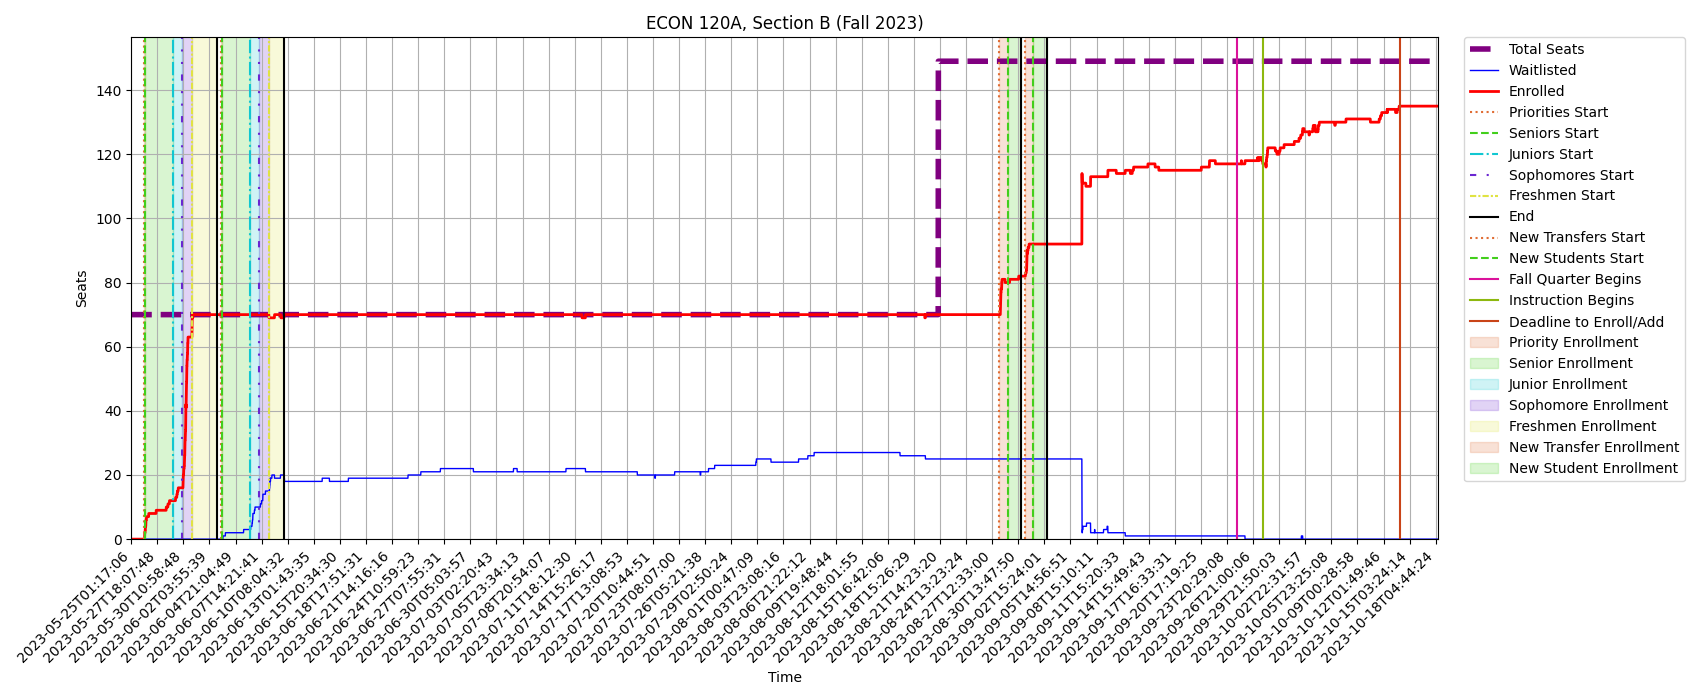 ECON 120A, Section B (Fall 2023)
Seats
140
120
100
80
60
40
20
0
2023-05-25T01:17:06
2023-05-27T18:07:48
2023-05-30T10:58:48
2023-06-02T03:55:39
2023-06-04T21:04:49
2023-06-07T14:21:41
2023-06-10T08:04:32
2023-06-13T01:43:35
2023-06-15T20:34:30
2023-06-18T17:51:31
2023-06-21T14:16:16
2023-06-24T10:59:23
2023-06-27T07:55:31
2023-06-30T05:03:57
2023-07-03T02:20:43
2023-07-05T23:34:13
2023-07-08T20:54:07
2023-07-11T18:12:30
2023-07-14T15:26:17
2023-07-17T13:08:53
2023-07-20T10:44:51
2023-07-23T08:07:00
2023-07-26T05:21:38
2023-07-29T02:50:24
2023-08-01T00:47:09
2023-08-03T23:08:16
2023-08-06T21:22:12
2023-08-09T19:48:44
2023-08-12T18:01:55
2023-08-15T16:42:06
2023-08-18T15:26:29
2023-08-21T14:23:20
2023-08-24T13:23:24
2023-08-27T12:33:00
2023-08-30T13:47:50
2023-09-02T15:24:01
2023-09-05T14:56:51
2023-09-08T15:10:11
2023-09-11T15:20:33
2023-09-14T15:49:43
2023-09-17T16:33:31
2023-09-20T17:19:25
2023-09-23T20:29:08
2023-09-26T21:00:06
2023-09-29T21:50:03
2023-10-02T22:31:57
2023-10-05T23:25:08
2023-10-09T00:28:58
2023-10-12T01:49:46
2023-10-15T03:24:14
2023-10-18T04:44:24
Time
Total Seats
Waitlisted
Enrolled
Priorities Start
Seniors Start
Juniors Start
Sophomores Start
Freshmen Start
End
New Transfers Start
New Students Start
Fall Quarter Begins
Instruction Begins
Deadline to Enroll/Add
Priority Enrollment
Senior Enrollment
Junior Enrollment
Sophomore Enrollment
Freshmen Enrollment
New Transfer Enrollment
New Student Enrollment